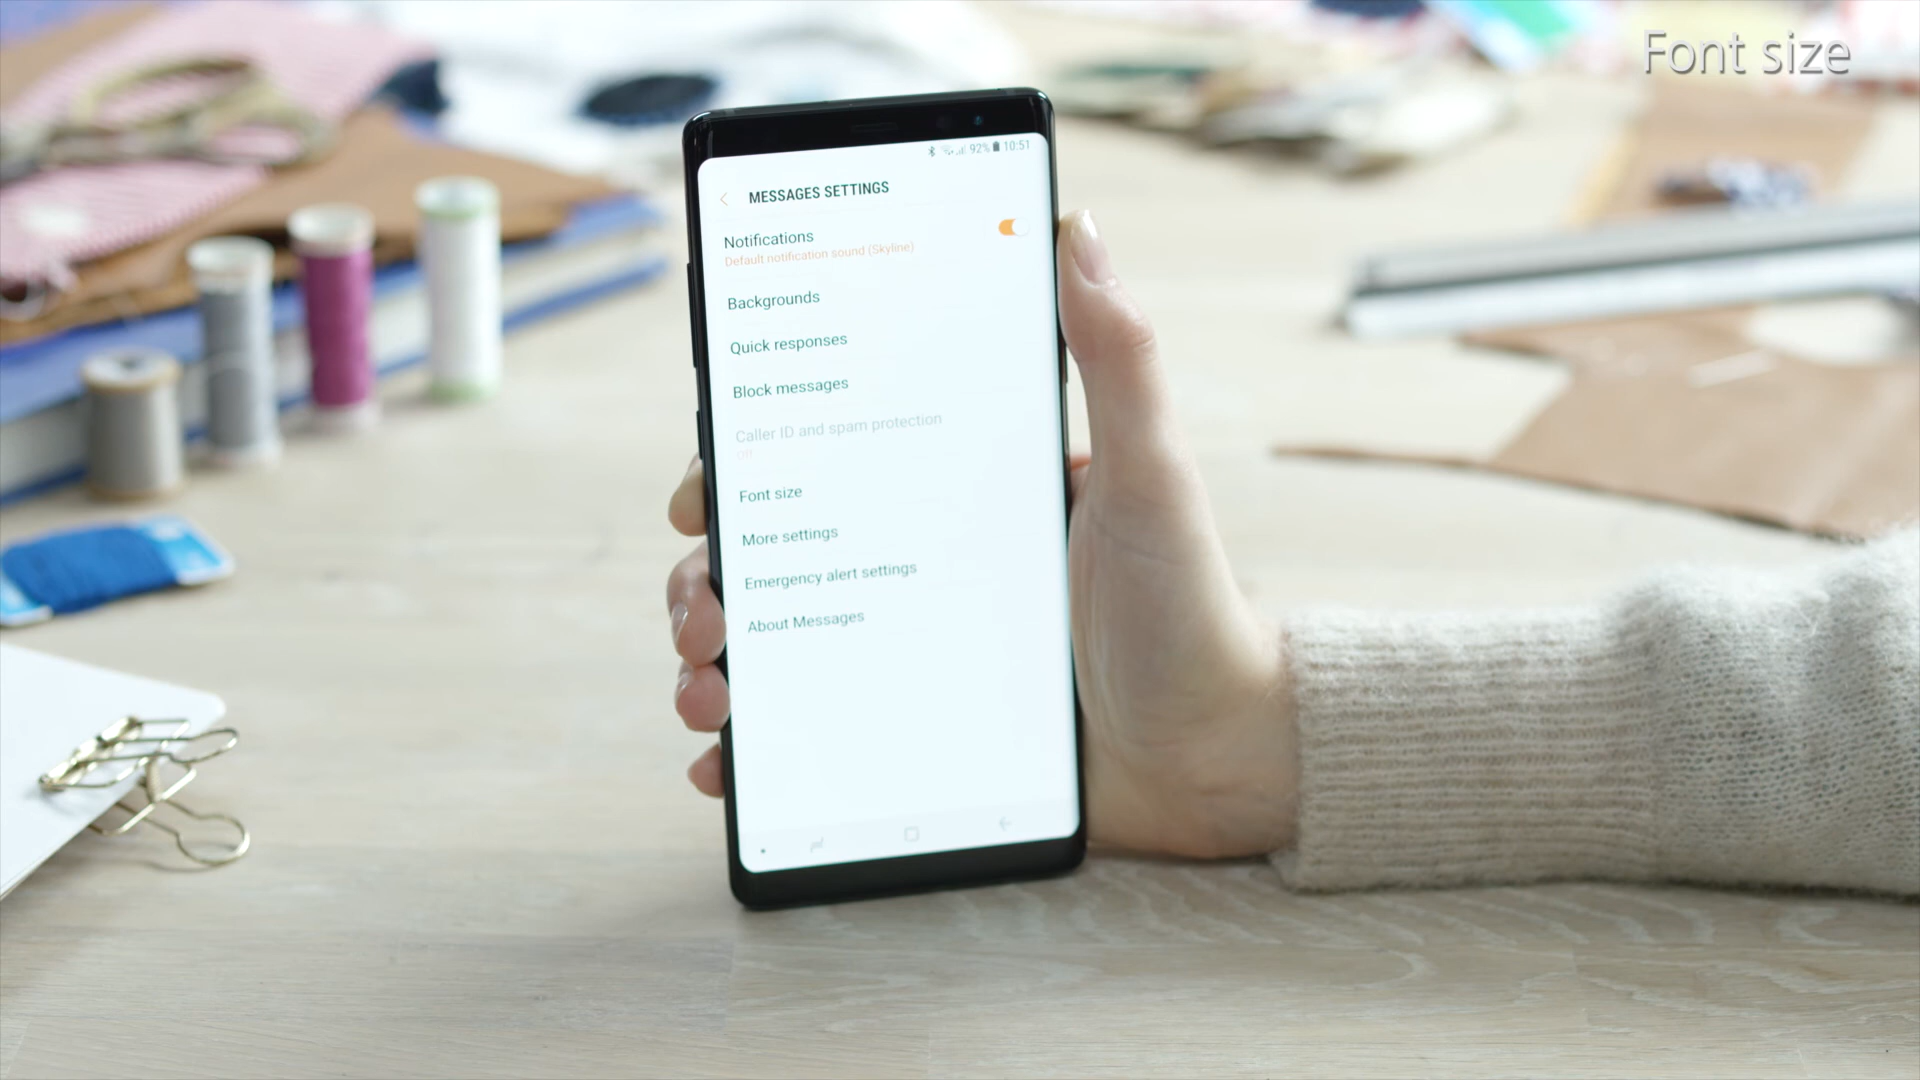 Font size
92% 10:51
MESSAGES SETTINGS
Notifications
Default notification sound (Skyline)
Backgrounds
Quick responses
Block messages
Caller ID and spam protection
Off
Font size
More settings
Emergency alert settings
About Messages